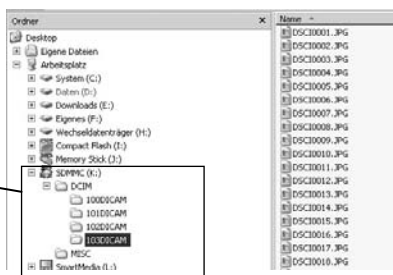 Ordner
Desktop
Eigene Dateien
Arbeitsplatz
System (C:)
Daten (D:)
Downloads (E:)
Eigenes (F:)
Wechseldatenträger (H:)
Compact Flash (I:)
Memory Stick (J:)
SDMMC (K:)
DCIM
100DICAM
101DICAM
102DICAM
103DICAM
MISC
SmartMedia (L:)
Name
DSCI0001.JPG
DSCI0002.JPG
DSCI0003.JPG
DSCI0004.JPG
DSCI0005.JPG
DSCI0006.JPG
DSCI0007.JPG
DSCI0008.JPG
DSCI0009.JPG
DSCI0010.JPG
DSCI0011.JPG
DSCI0012.JPG
DSCI0013.JPG
DSCI0014.JPG
DSCI0015.JPG
DSCI0016.JPG
DSCI0017.JPG
DSCI0018.JPG